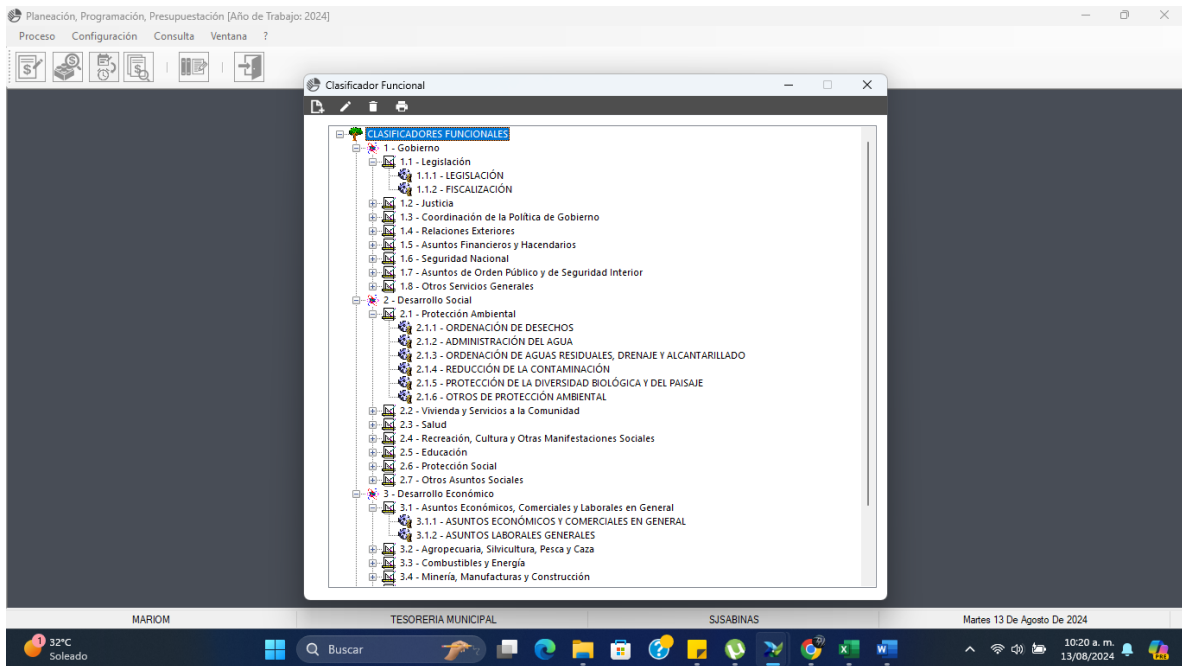 Planeación, Programación, Presupuestación [Año de Trabajo: 2024]
Proceso Configuración Consulta Ventana ?
Clasificador Funcional
CLASIFICADORES FUNCIONALES
1 - Gobierno
1.1 - Legislación
1.1.1 - LEGISLACIÓN
1.1.2 - FISCALIZACIÓN
1.2 - Justicia
1.3 - Coordinación de la Política de Gobierno
1.4 - Relaciones Exteriores
1.5 - Asuntos Financieros y Hacendarios
1.6 - Seguridad Nacional
1.7 - Asuntos de Orden Público y de Seguridad Interior
1.8 - Otros Servicios Generales
2 - Desarrollo Social
2.1 - Protección Ambiental
2.1.1 - ORDENACIÓN DE DESECHOS
2.1.2 - ADMINISTRACIÓN DEL AGUA
2.1.3 - ORDENACIÓN DE AGUAS RESIDUALES, DRENAJE Y ALCANTARILLADO
2.1.4 - REDUCCIÓN DE LA CONTAMINACIÓN
2.1.5 - PROTECCIÓN DE LA DIVERSIDAD BIOLÓGICA Y DEL PAISAJE
2.1.6 - OTROS DE PROTECCIÓN AMBIENTAL
2.2 - Vivienda y Servicios a la Comunidad
2.3 - Salud
2.4 - Recreación, Cultura y Otras Manifestaciones Sociales
2.5 - Educación
2.6 - Protección Social
2.7 - Otros Asuntos Sociales
3 - Desarrollo Económico
3.1 - Asuntos Económicos, Comerciales y Laborales en General
3.1.1 - ASUNTOS ECONÓMICOS Y COMERCIALES EN GENERAL
3.1.2 - ASUNTOS LABORALES GENERALES
3.2 - Agropecuaria, Silvicultura, Pesca y Caza
3.3 - Combustibles y Energía
3.4 - Minería, Manufacturas y Construcción
MARIOM TESORERIA MUNICIPAL SJSABINAS Martes 13 De Agosto De 2024
1 32°C Buscar 10:20 a. m.
Soleado 13/08/2024